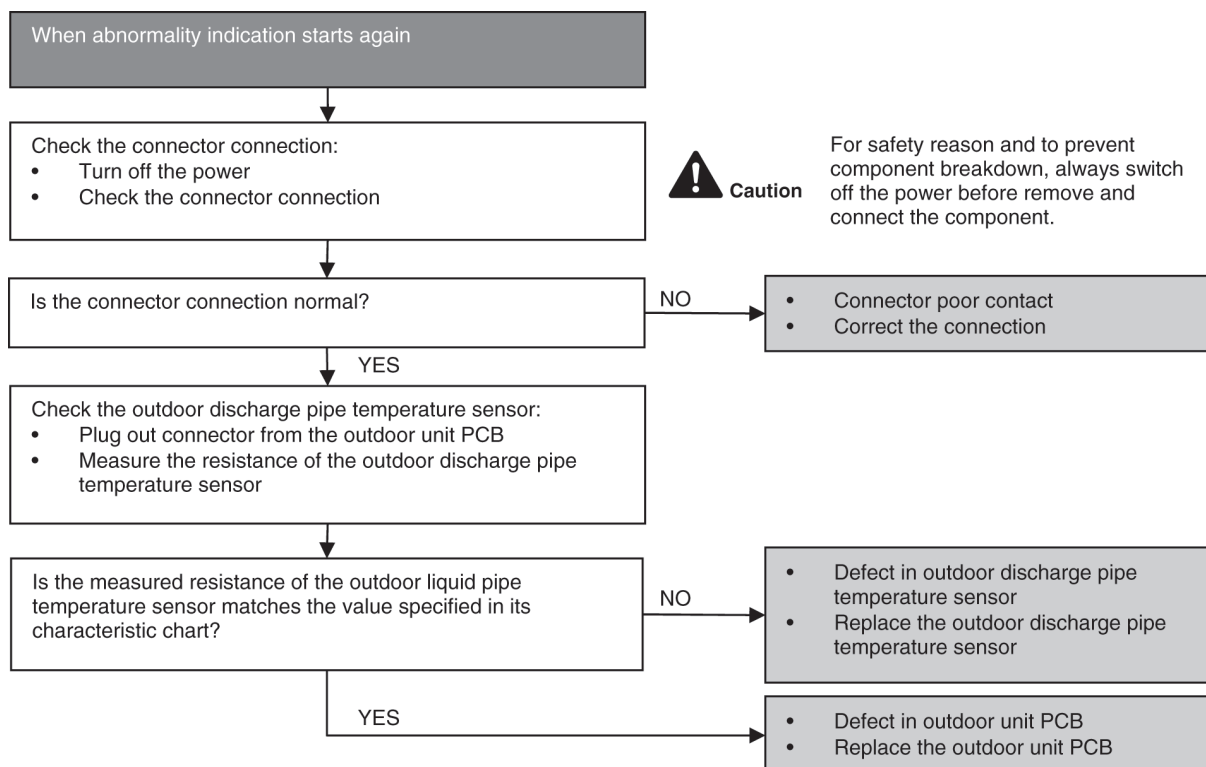 When abnormality indication starts again
Check the connector connection:
• Turn off the power
• Check the connector connection
Caution
For safety reason and to prevent
component breakdown, always switch
off the power before remove and
connect the component.
Is the connector connection normal?
NO
• Connector poor contact
• Correct the connection
YES
Check the outdoor discharge pipe temperature sensor:
• Plug out connector from the outdoor unit PCB
• Measure the resistance of the outdoor discharge pipe
temperature sensor
Is the measured resistance of the outdoor liquid pipe
temperature sensor matches the value specified in its
characteristic chart?
NO
• Defect in outdoor discharge pipe
temperature sensor
• Replace the outdoor discharge pipe
temperature sensor
YES
• Defect in outdoor unit PCB
• Replace the outdoor unit PCB